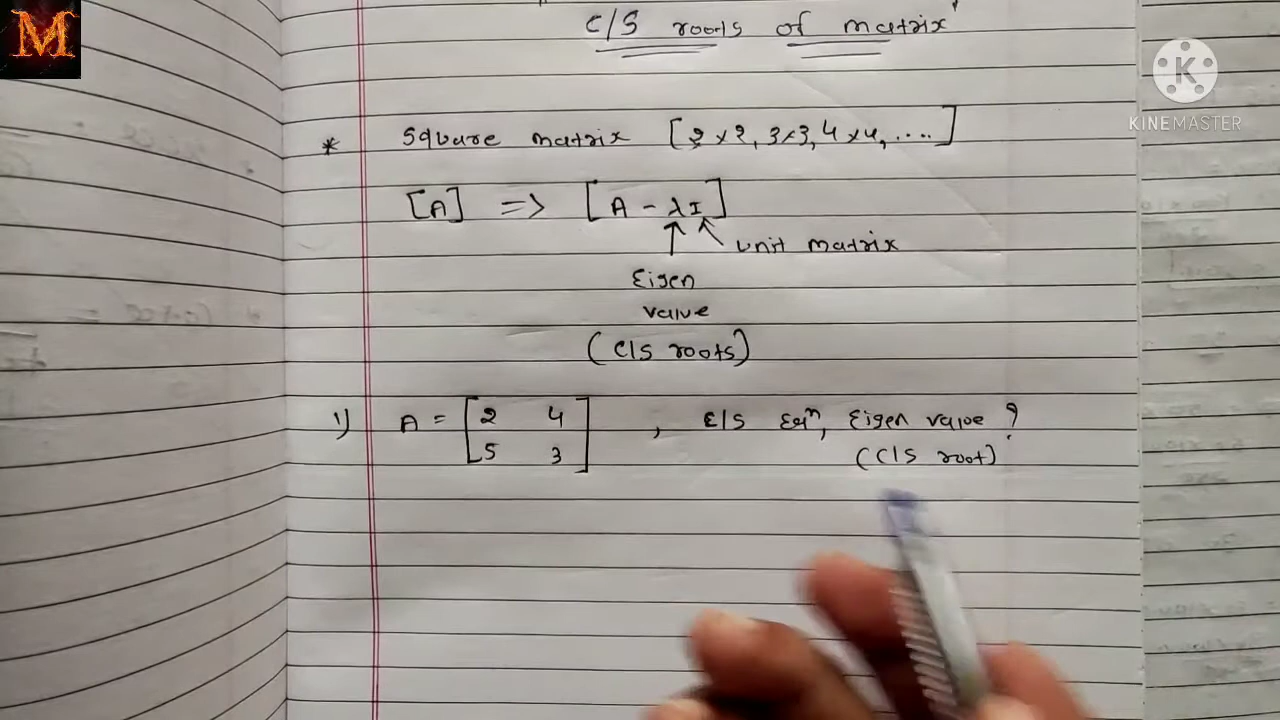 M
C/S roots of matrix
K
KINEMASTER
* Square matrix [2×2, 3×3, 4×4, ....]
[A] => [A - λI]
unit matrix
Eigen
value
(C/S roots)
1) A = [2 4
5 3] , C/S Eqn, Eigen value ?
(C/S root)